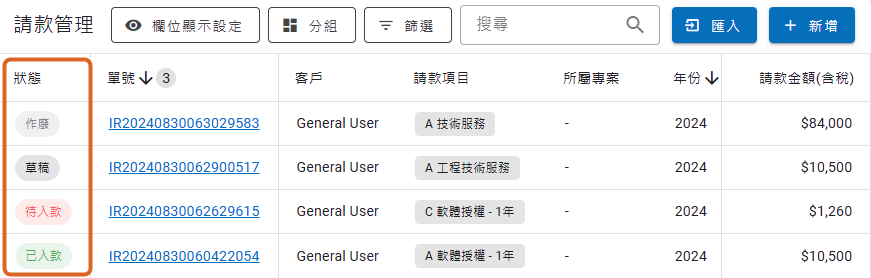 請款管理 欄位顯示設定 分組 篩選 搜尋 匯入 新增
狀態 單號 3 客戶 請款項目 所屬專案 年份 請款金額(含稅)
作廢 IR20240830063029583 General User A 技術服務 - 2024 $84,000
草稿 IR20240830062900517 General User A 工程技術服務 - 2024 $10,500
待入款 IR20240830062629615 General User C 軟體授權 - 1年 - 2024 $1,260
已入款 IR20240830060422054 General User A 軟體授權 - 1年 - 2024 $10,500